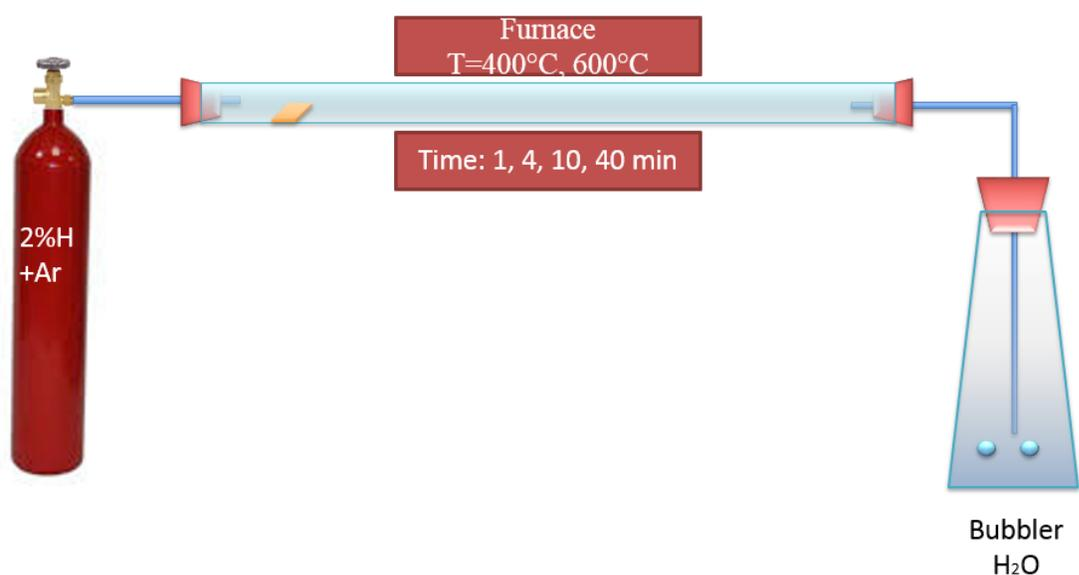 Furnace
T=400°C, 600°C
Time: 1, 4, 10, 40 min
2%H
+Ar
Bubbler
H₂O